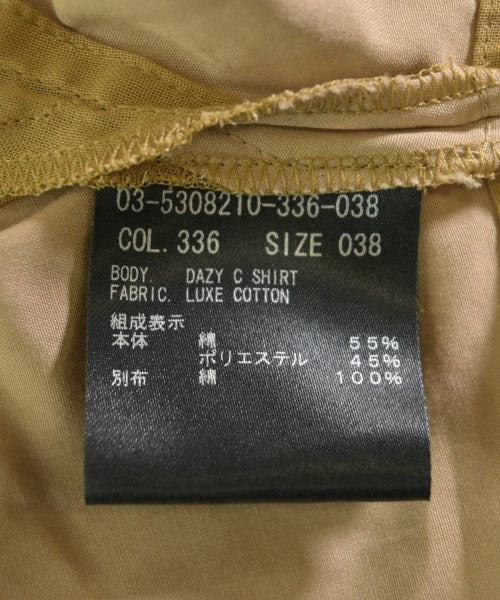 03-5308210-336-038
COL. 336 SIZE 038
BODY. DAZY C SHIRT
FABRIC. LUXE COTTON
組成表示
本体 綿 55%
ポリエステル 45%
別布 綿 100%